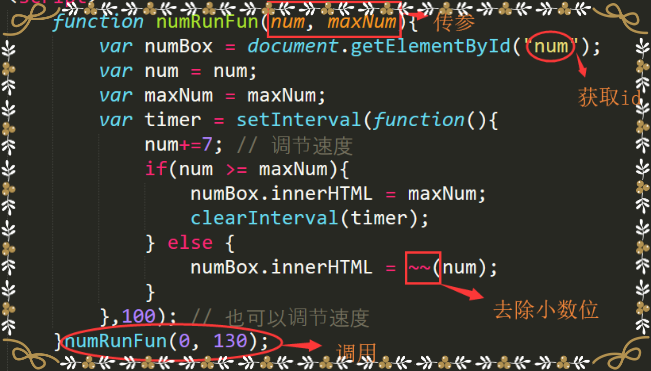 <Script>
function numRunFun(num, maxNum){ 传参
var numBox = document.getElementById("num");
var num = num; 获取id
var maxNum = maxNum;
var timer = setInterval(function(){
num+=7; // 调节速度
if(num >= maxNum){
numBox.innerHTML = maxNum;
clearInterval(timer);
} else {
numBox.innerHTML = ~~(num);
} 去除小数位
},100); // 也可以调节速度
}numRunFun(0, 130); 调用